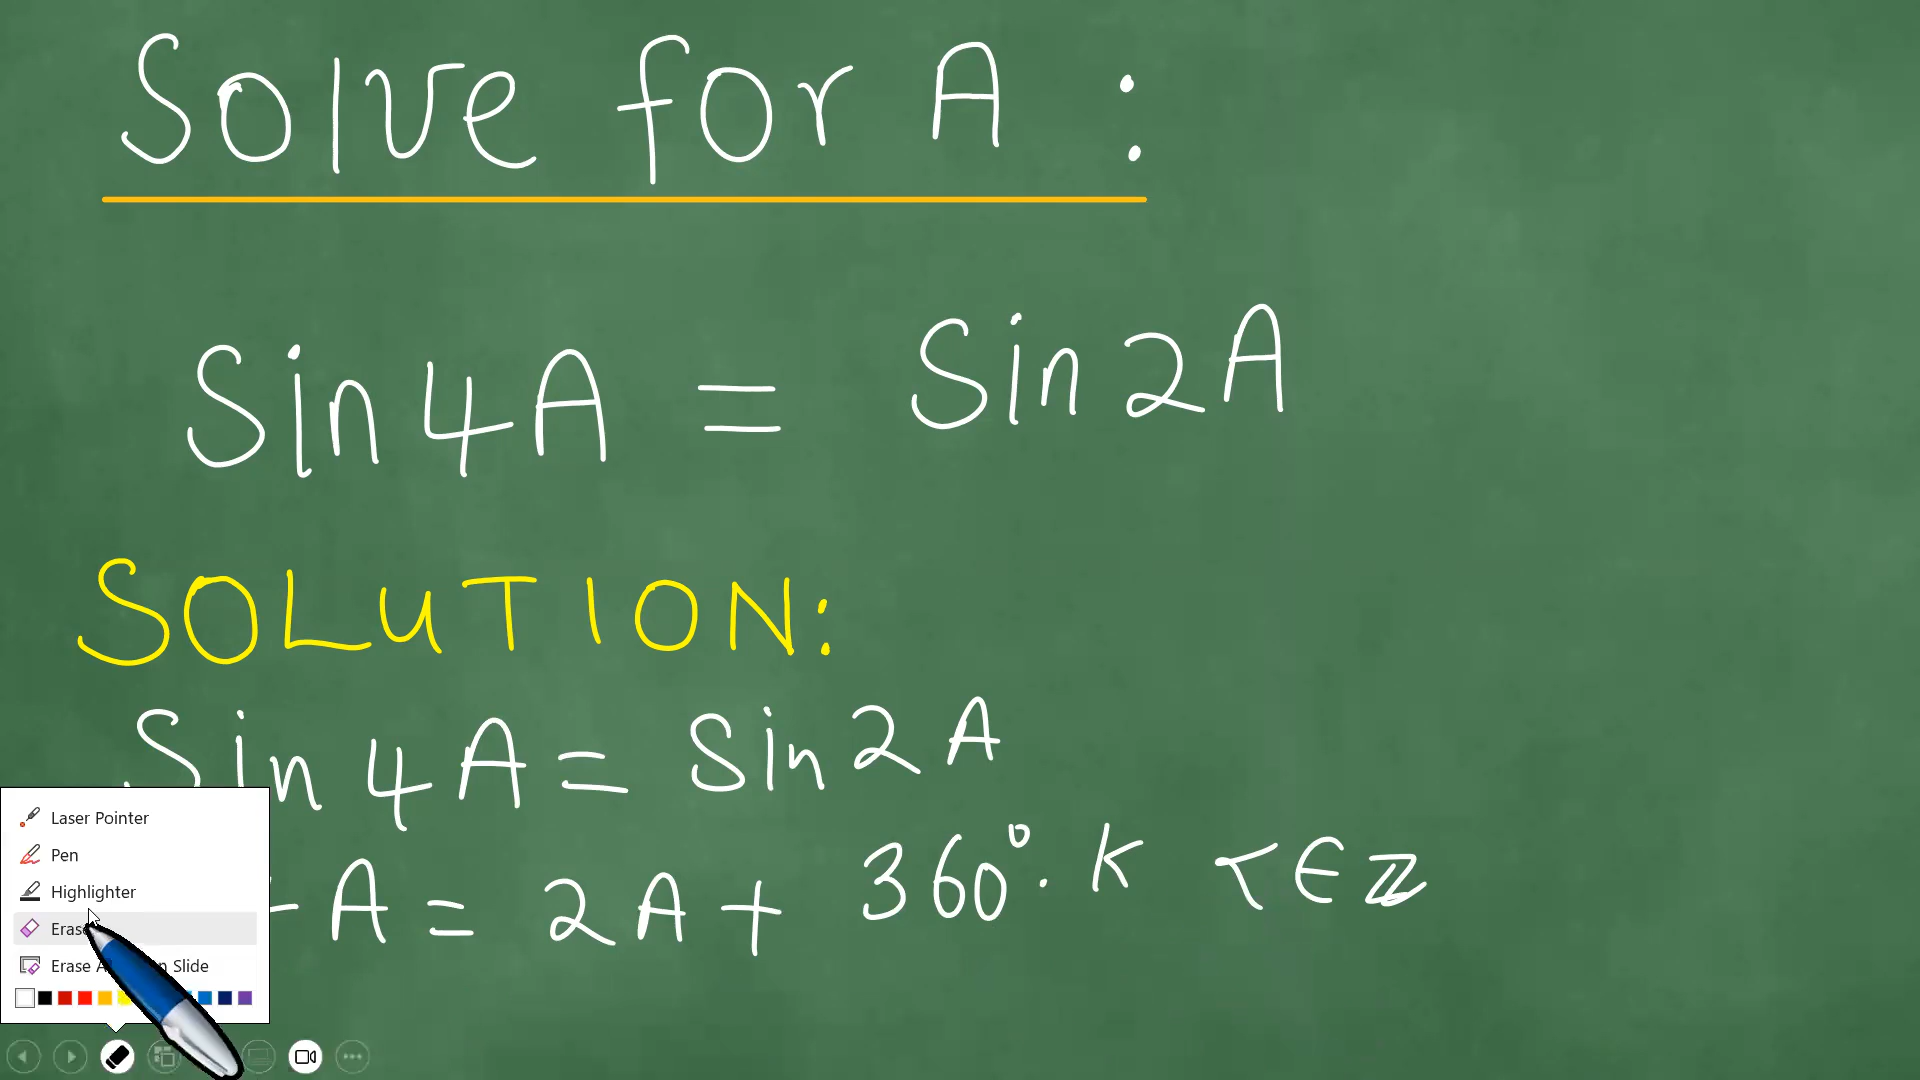 Solve for A :
Sin 4A = Sin 2A
SOLUTION:
Sin 4A = Sin 2A
A = 2A + 360°. K ∈ ℤ
Laser Pointer
Pen
Highlighter
Slide